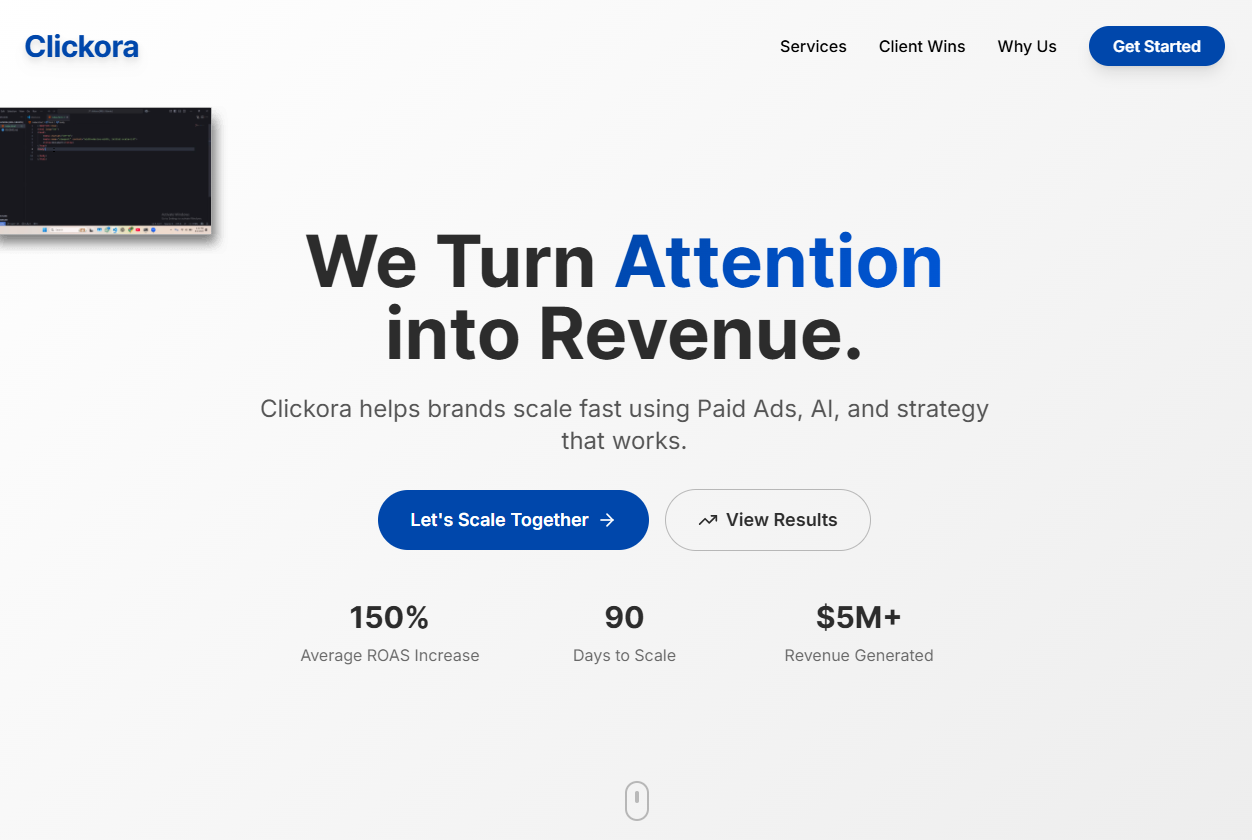 Clickora
Services
Client Wins
Why Us
Get Started
We Turn Attention
into Revenue.
Clickora helps brands scale fast using Paid Ads, AI, and strategy
that works.
Let's Scale Together
View Results
150%
90
$5M+
Average ROAS Increase
Days to Scale
Revenue Generated